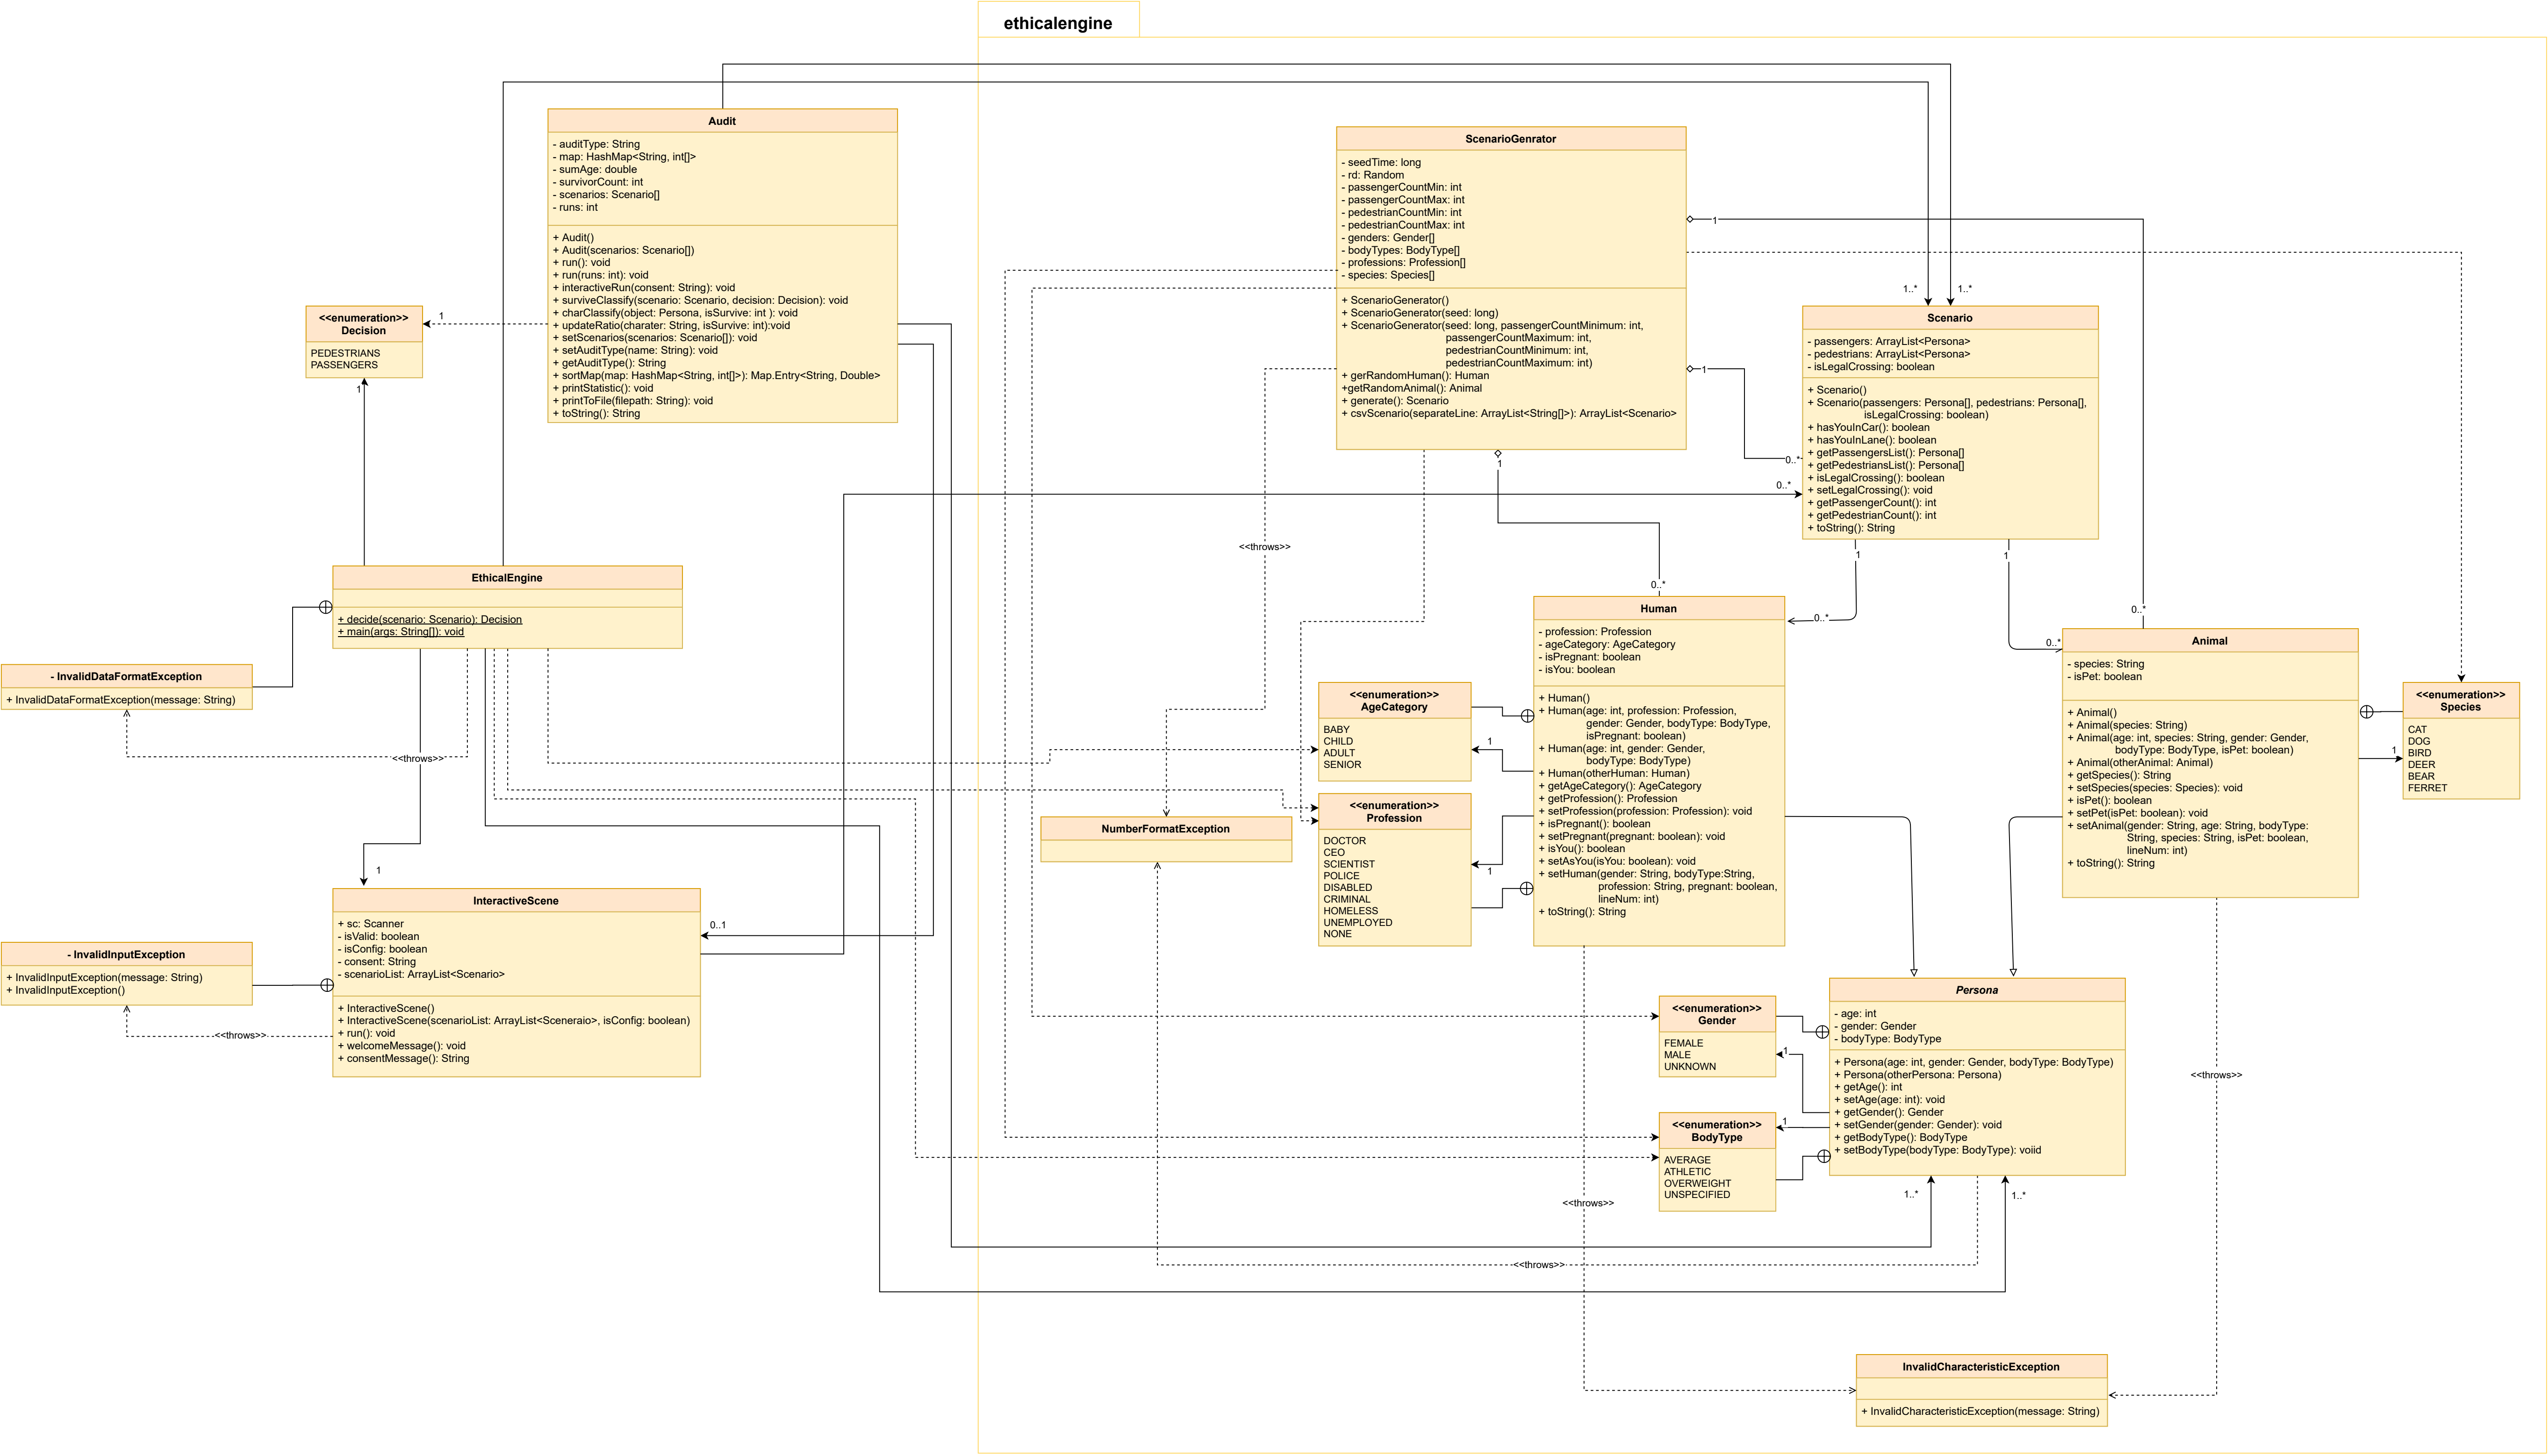 ethicalengine
Audit
- auditType: String
- map: HashMap<String, int[]>
- sumAge: double
- survivorCount: int
- scenarios: Scenario[]
- runs: int
+ Audit()
+ Audit(scenarios: Scenario[])
+ run(): void
+ run(runs: int): void
+ interactiveRun(consent: String): void
+ surviveClassify(scenario: Scenario, decision: Decision): void
+ charClassify(object: Persona, isSurvive: int ): void
+ updateRatio(charater: String, isSurvive: int):void
+ setScenarios(scenarios: Scenario[]): void
+ setAuditType(name: String): void
+ getAuditType(): String
+ sortMap(map: HashMap<String, int[]>): Map.Entry<String, Double>
+ printStatistic(): void
+ printToFile(filepath: String): void
+ toString(): String
<<enumeration>>
Decision
PEDESTRIANS
PASSENGERS
1
1
ScenarioGenrator
- seedTime: long
- rd: Random
- passengerCountMin: int
- passengerCountMax: int
- pedestrianCountMin: int
- pedestrianCountMax: int
- genders: Gender[]
- bodyTypes: BodyType[]
- professions: Profession[]
- species: Species[]
+ ScenarioGenerator()
+ ScenarioGenerator(seed: long)
+ ScenarioGenerator(seed: long, passengerCountMinimum: int,
passengerCountMaximum: int,
pedestrianCountMinimum: int,
pedestrianCountMaximum: int)
+ gerRandomHuman(): Human
+getRandomAnimal(): Animal
+ generate(): Scenario
+ csvScenario(separateLine: ArrayList<String[]>): ArrayList<Scenario>
1
1
1
1..*
1..*
Scenario
- passengers: ArrayList<Persona>
- pedestrians: ArrayList<Persona>
- isLegalCrossing: boolean
+ Scenario()
+ Scenario(passengers: Persona[], pedestrians: Persona[],
isLegalCrossing: boolean)
+ hasYouInCar(): boolean
+ hasYouInLane(): boolean
+ getPassengersList(): Persona[]
+ getPedestriansList(): Persona[]
+ isLegalCrossing(): boolean
+ setLegalCrossing(): void
+ getPassengerCount(): int
+ getPedestrianCount(): int
+ toString(): String
0..*
0..*
1
1
<<throws>>
EthicalEngine
+ decide(scenario: Scenario): Decision
+ main(args: String[]): void
- InvalidDataFormatException
+ InvalidDataFormatException(message: String)
<<throws>>
1
InteractiveScene
+ sc: Scanner
- isValid: boolean
- isConfig: boolean
- consent: String
- scenarioList: ArrayList<Scenario>
+ InteractiveScene()
+ InteractiveScene(scenarioList: ArrayList<Sceneraio>, isConfig: boolean)
+ run(): void
+ welcomeMessage(): void
+ consentMessage(): String
0..1
- InvalidInputException
+ InvalidInputException(message: String)
+ InvalidInputException()
<<throws>>
0..*
0..*
Human
- profession: Profession
- ageCategory: AgeCategory
- isPregnant: boolean
- isYou: boolean
+ Human()
+ Human(age: int, profession: Profession,
gender: Gender, bodyType: BodyType,
isPregnant: boolean)
+ Human(age: int, gender: Gender,
bodyType: BodyType)
+ Human(otherHuman: Human)
+ getAgeCategory(): AgeCategory
+ getProfession(): Profession
+ setProfession(profession: Profession): void
+ isPregnant(): boolean
+ setPregnant(pregnant: boolean): void
+ isYou(): boolean
+ setAsYou(isYou: boolean): void
+ setHuman(gender: String, bodyType:String,
profession: String, pregnant: boolean,
lineNum: int)
+ toString(): String
<<enumeration>>
AgeCategory
BABY
CHILD
ADULT
SENIOR
1
<<enumeration>>
Profession
DOCTOR
CEO
SCIENTIST
POLICE
DISABLED
CRIMINAL
HOMELESS
UNEMPLOYED
NONE
1
NumberFormatException
0..*
0..*
Animal
- species: String
- isPet: boolean
+ Animal()
+ Animal(species: String)
+ Animal(age: int, species: String, gender: Gender,
bodyType: BodyType, isPet: boolean)
+ Animal(otherAnimal: Animal)
+ getSpecies(): String
+ setSpecies(species: Species): void
+ isPet(): boolean
+ setPet(isPet: boolean): void
+ setAnimal(gender: String, age: String, bodyType:
String, species: String, isPet: boolean,
lineNum: int)
+ toString(): String
<<enumeration>>
Species
CAT
DOG
BIRD
DEER
BEAR
FERRET
1
Persona
- age: int
- gender: Gender
- bodyType: BodyType
+ Persona(age: int, gender: Gender, bodyType: BodyType)
+ Persona(otherPersona: Persona)
+ getAge(): int
+ setAge(age: int): void
+ getGender(): Gender
+ setGender(gender: Gender): void
+ getBodyType(): BodyType
+ setBodyType(bodyType: BodyType): voiid
<<enumeration>>
Gender
FEMALE
MALE
UNKNOWN
1
<<enumeration>>
BodyType
AVERAGE
ATHLETIC
OVERWEIGHT
UNSPECIFIED
1
1..*
1..*
<<throws>>
<<throws>>
<<throws>>
InvalidCharacteristicException
+ InvalidCharacteristicException(message: String)